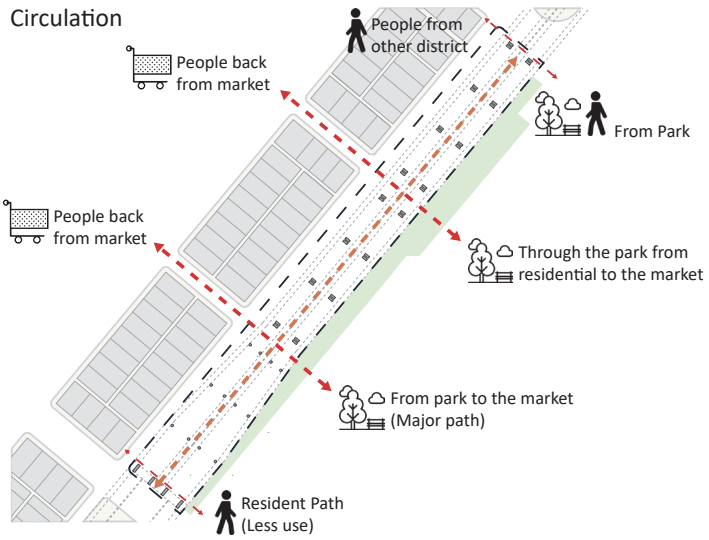 Circulation
People from
other district
People back
from market
From Park
People back
from market
Through the park from
residential to the market
From park to the market
(Major path)
Resident Path
(Less use)